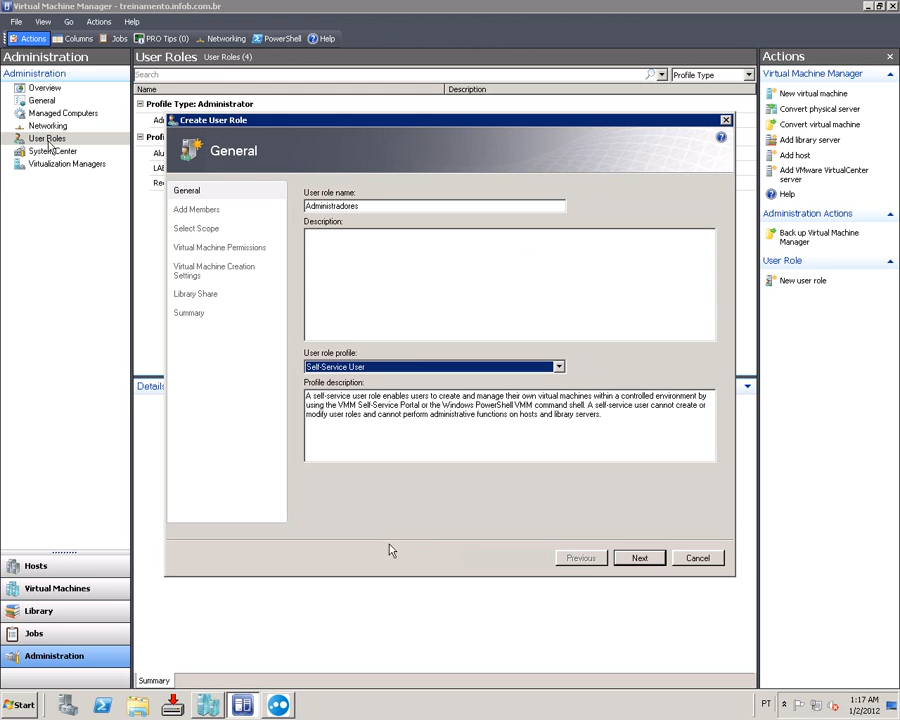 Virtual Machine Manager - treinamento.infob.com.br
File View Go Actions Help
Actions Columns Jobs PRO Tips (0) Networking PowerShell Help
Administration
Administration
Overview
General
Managed Computers
Networking
User Roles
System Center
Virtualization Managers
Hosts
Virtual Machines
Library
Jobs
Administration
User Roles User Roles (4)
Search
Profile Type
Name Description
Profile Type: Administrator
Create User Role
General
General
Add Members
Select Scope
Virtual Machine Permissions
Virtual Machine Creation
Settings
Library Share
Summary
User role name:
Administradores
Description:
User role profile:
Self-Service User
Profile description:
A self-service user role enables users to create and manage their own virtual machines within a controlled environment by
using the VMM Self-Service Portal or the Windows PowerShell VMM command shell. A self-service user cannot create or
modify user roles and cannot perform administrative functions on hosts and library servers.
Previous Next Cancel
Details
Summary
Actions
Virtual Machine Manager
New virtual machine
Convert physical server
Convert virtual machine
Add library server
Add host
Add VMware VirtualCenter
server
Help
Administration Actions
Back up Virtual Machine
Manager
User Role
New user role
Start
PT
1:17 AM
1/2/2012